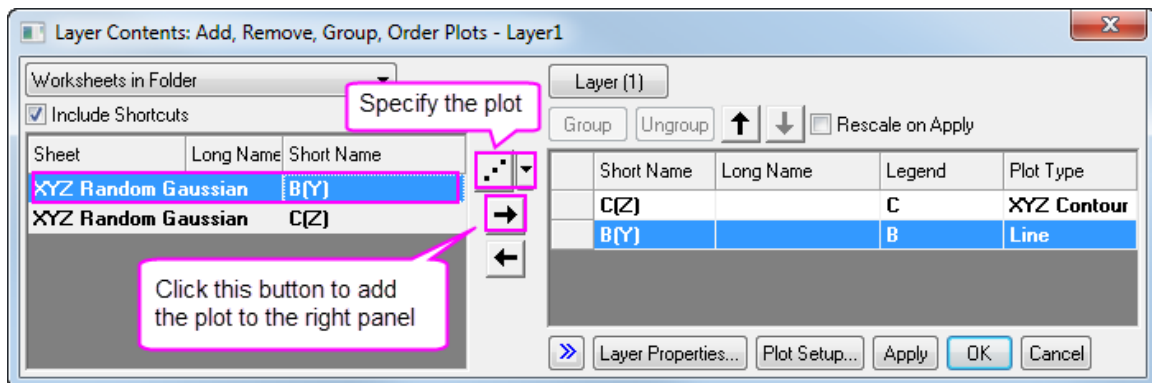 Layer Contents: Add, Remove, Group, Order Plots - Layer1
Worksheets in Folder
Include Shortcuts
Specify the plot
Sheet Long Name Short Name
XYZ Random Gaussian B(Y)
XYZ Random Gaussian C(Z)
Click this button to add
the plot to the right panel
Layer (1)
Group Ungroup Rescale on Apply
Short Name Long Name Legend Plot Type
C(Z) C XYZ Contour
B(Y) B Line
Layer Properties... Plot Setup... Apply OK Cancel